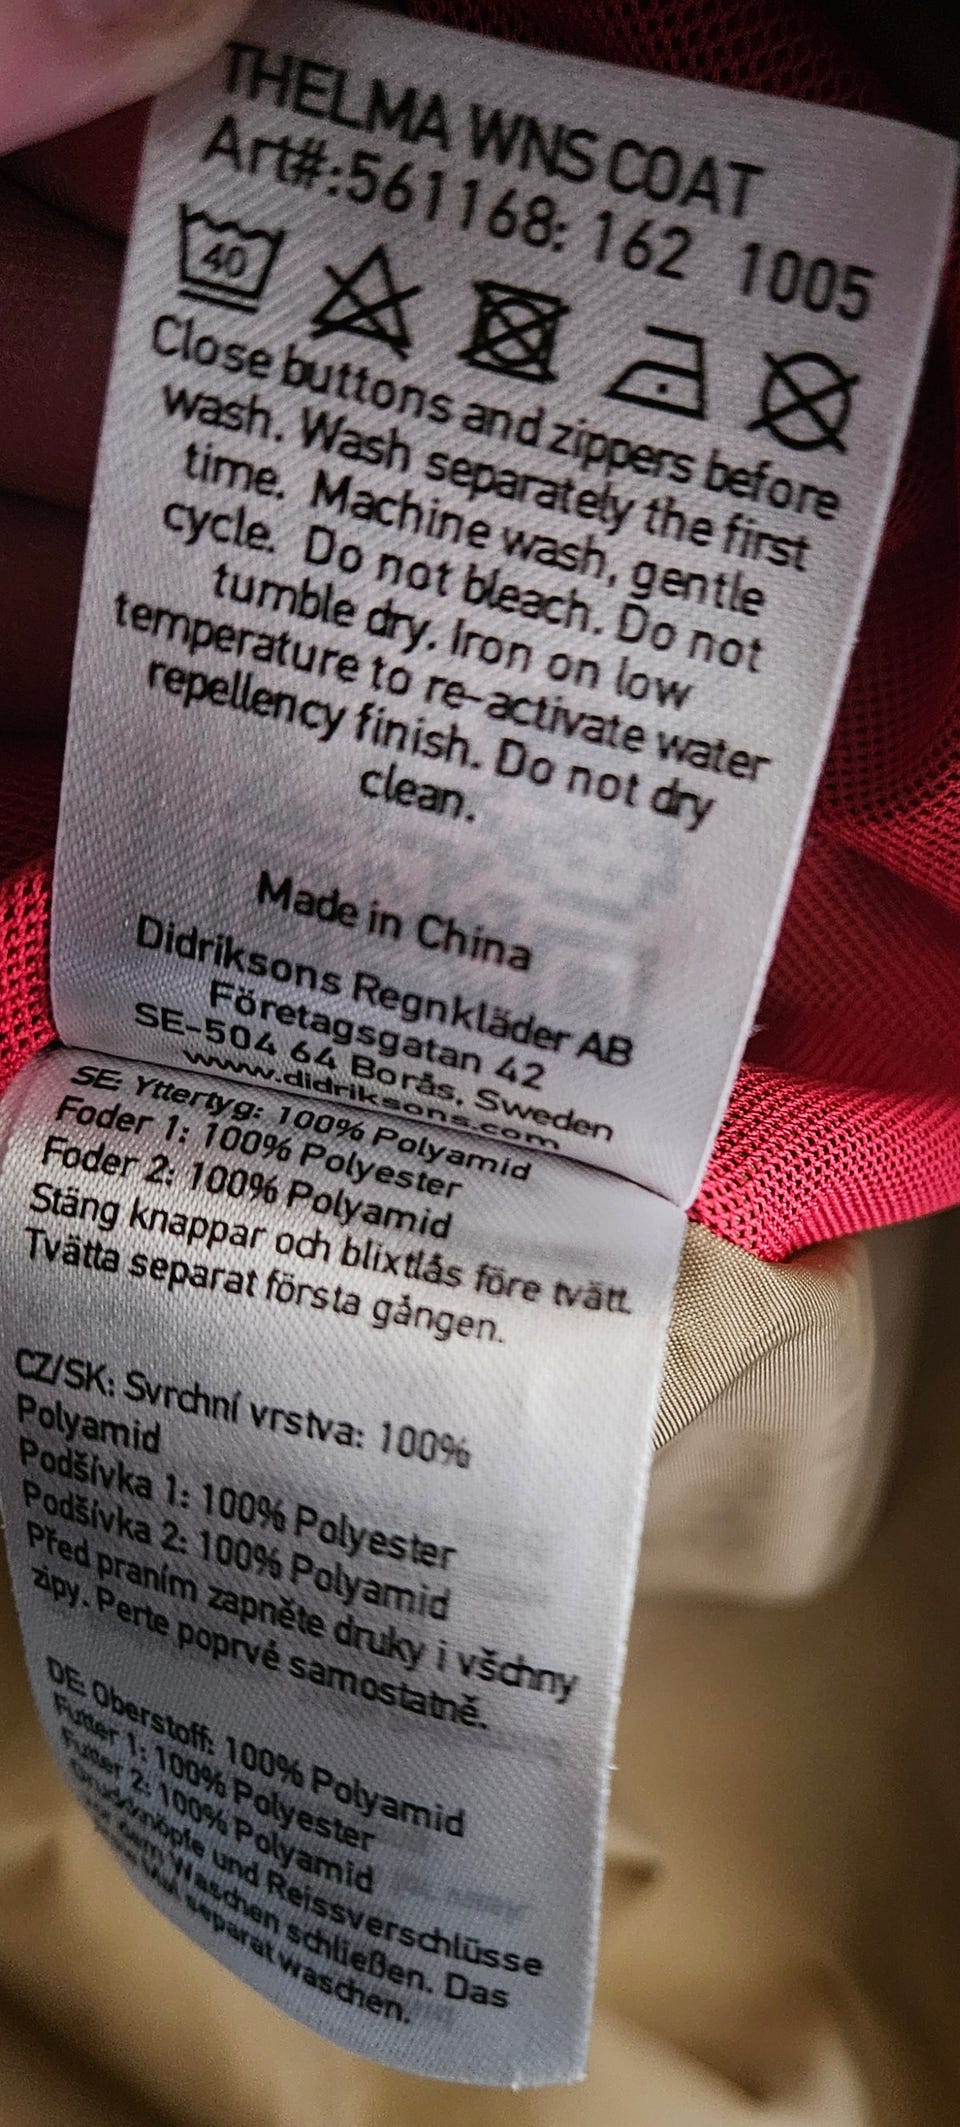 THELMA WNS COAT
Art#:561168: 162 1005
40
Close buttons and zippers before
wash. Wash separately the first
time. Machine wash, gentle
cycle. Do not bleach. Do not
tumble dry. Iron on low
temperature to re-activate water
repellency finish. Do not dry
clean.
Made in China
Didriksons Regnkläder AB
Företagsgatan 42
SE-504 64 Borås, Sweden
www.didriksons.com
SE: Yttertyg: 100% Polyamid
Foder 1: 100% Polyester
Foder 2: 100% Polyamid
Stäng knappar och blixtlås före tvätt.
Tvätta separat första gången.
CZ/SK: Svrchní vrstva: 100%
Polyamid
Podšívka 1: 100% Polyester
Podšívka 2: 100% Polyamid
Před praním zapněte druky i všchny
zipy. Perte poprvé samostatně.
DE: Oberstoff: 100% Polyamid
Futter 1: 100% Polyester
Futter 2: 100% Polyamid
Druckknöpfe und Reissverschlüsse
vor dem Waschen schließen. Das
Mal separat waschen.